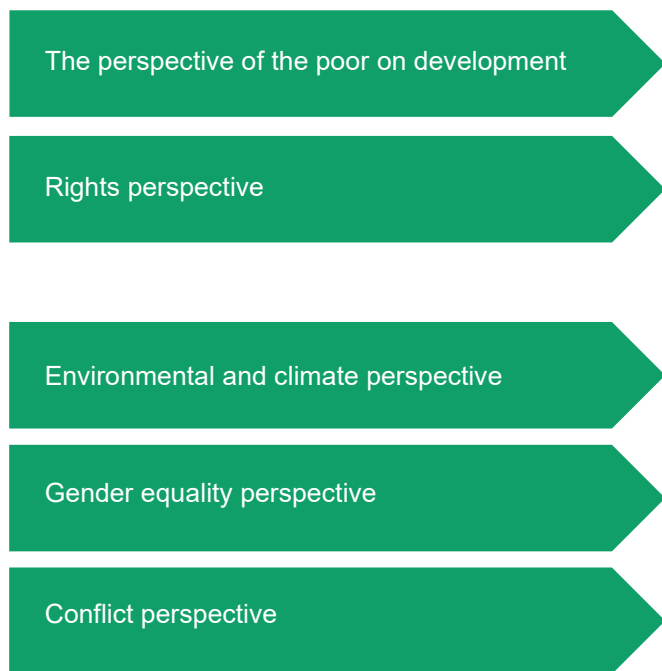 The perspective of the poor on development
Rights perspective
Environmental and climate perspective
Gender equality perspective
Conflict perspective